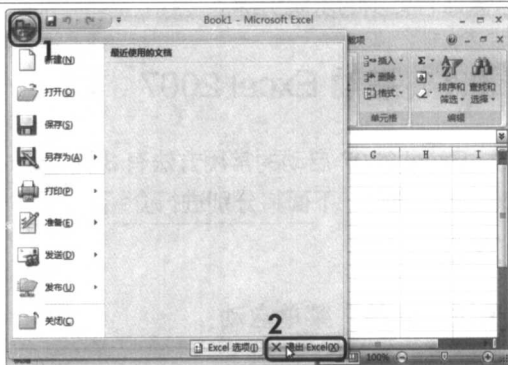 Book1 - Microsoft Excel
1
新建(N)
最近使用的文档
打开(O)
保存(S)
另存为(A)
打印(P)
准备(E)
发送(D)
发布(U)
关闭(C)
插入
删除
格式
单元格
Σ
排序和
筛选
查找和
选择
编辑
G H I
2
Excel 选项(I)
退出 Excel(X)
100%